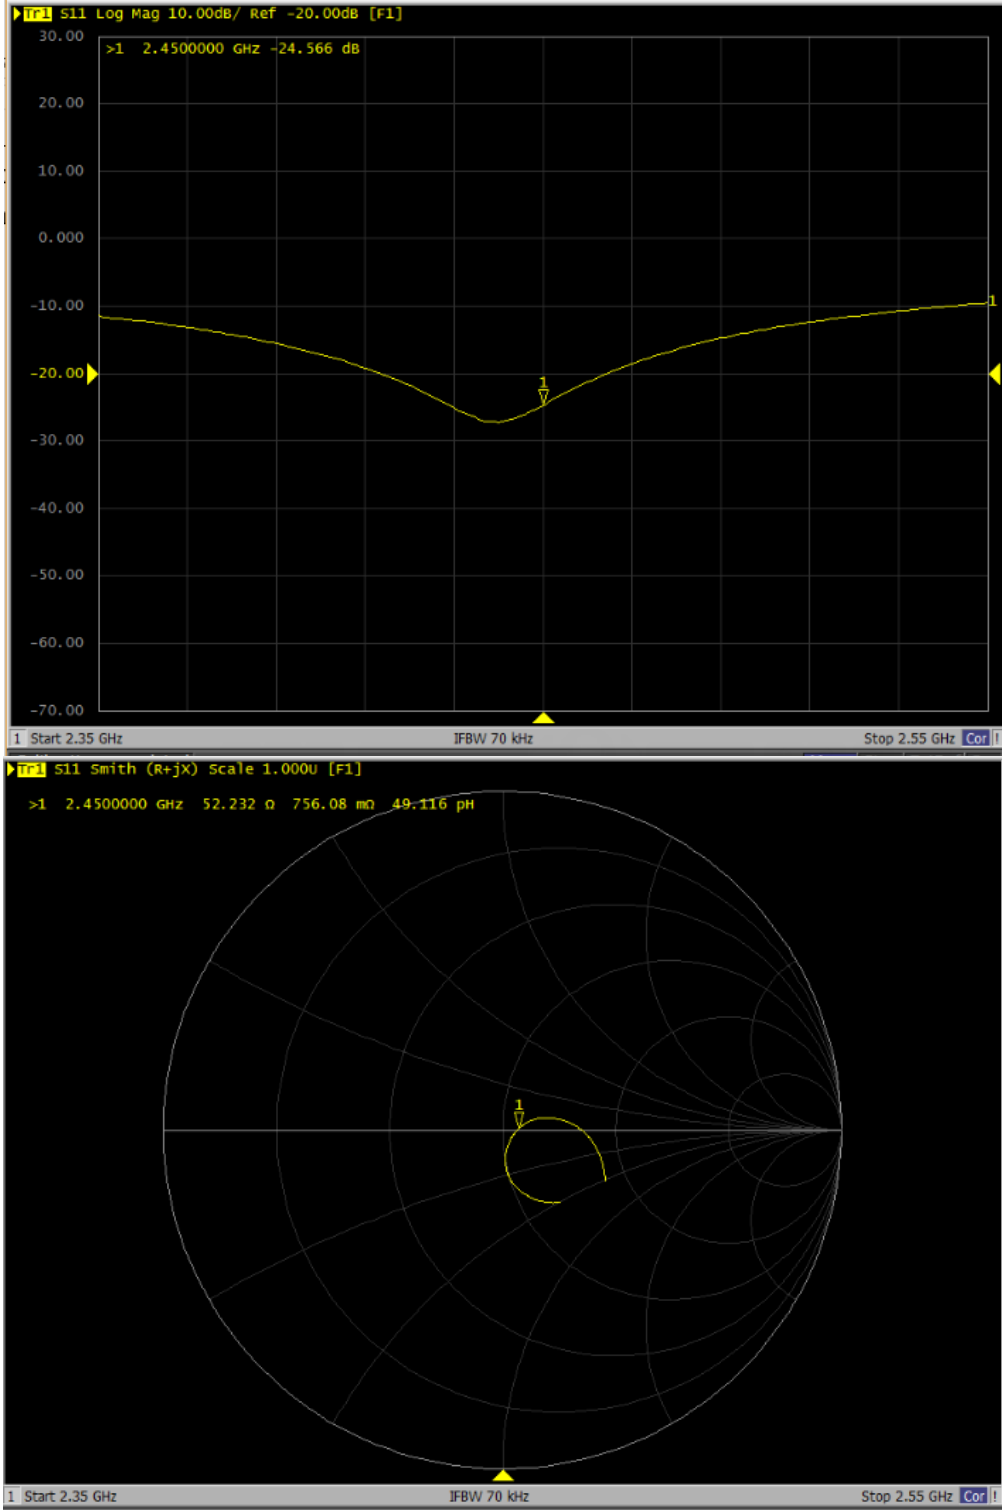 Tr1 S11 Log Mag 10.00dB/ Ref -20.00dB [F1]
30.00
>1 2.4500000 GHz -24.566 dB
20.00
10.00
0.000
-10.00
1
-20.00
1
-30.00
-40.00
-50.00
-60.00
-70.00
1 Start 2.35 GHz IFBW 70 kHz Stop 2.55 GHz Cor !
Tr1 S11 Smith (R+jX) Scale 1.000U [F1]
>1 2.4500000 GHz 52.232 Ω 756.08 mΩ 49.116 pH
1
1 Start 2.35 GHz IFBW 70 kHz Stop 2.55 GHz Cor !